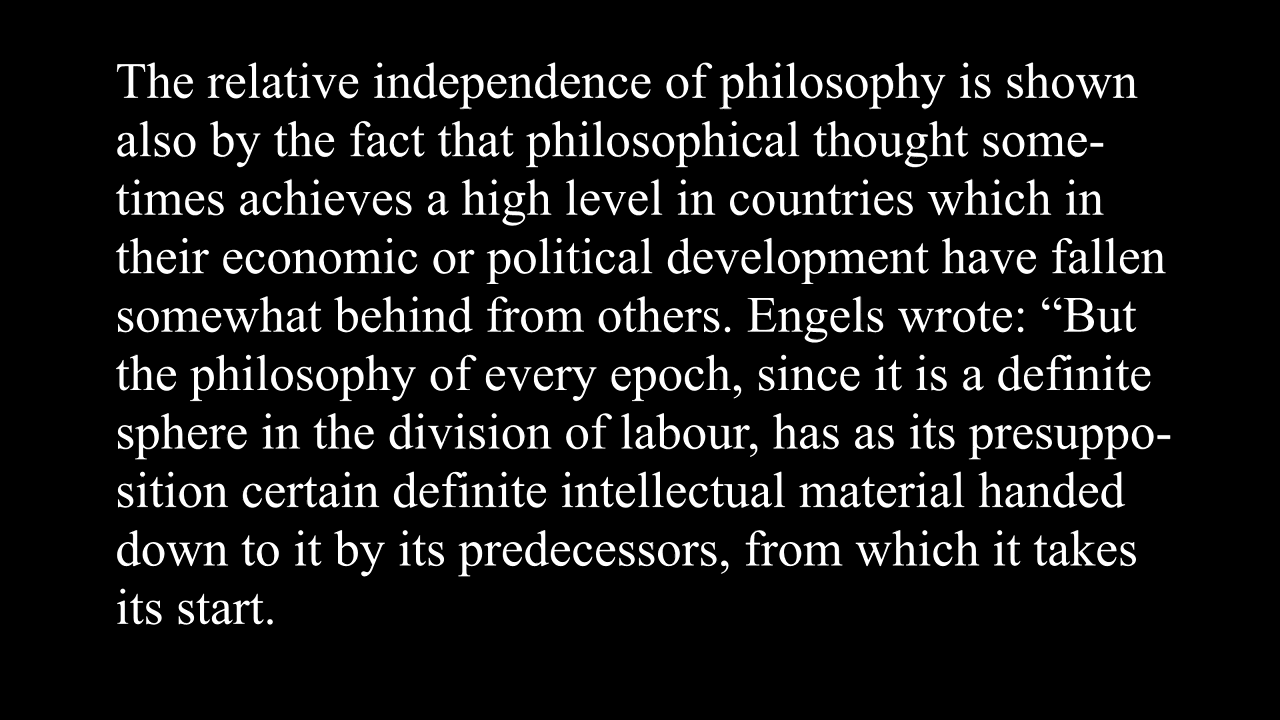 The relative independence of philosophy is shown
also by the fact that philosophical thought some-
times achieves a high level in countries which in
their economic or political development have fallen
somewhat behind from others. Engels wrote: “But
the philosophy of every epoch, since it is a definite
sphere in the division of labour, has as its presuppo-
sition certain definite intellectual material handed
down to it by its predecessors, from which it takes
its start.